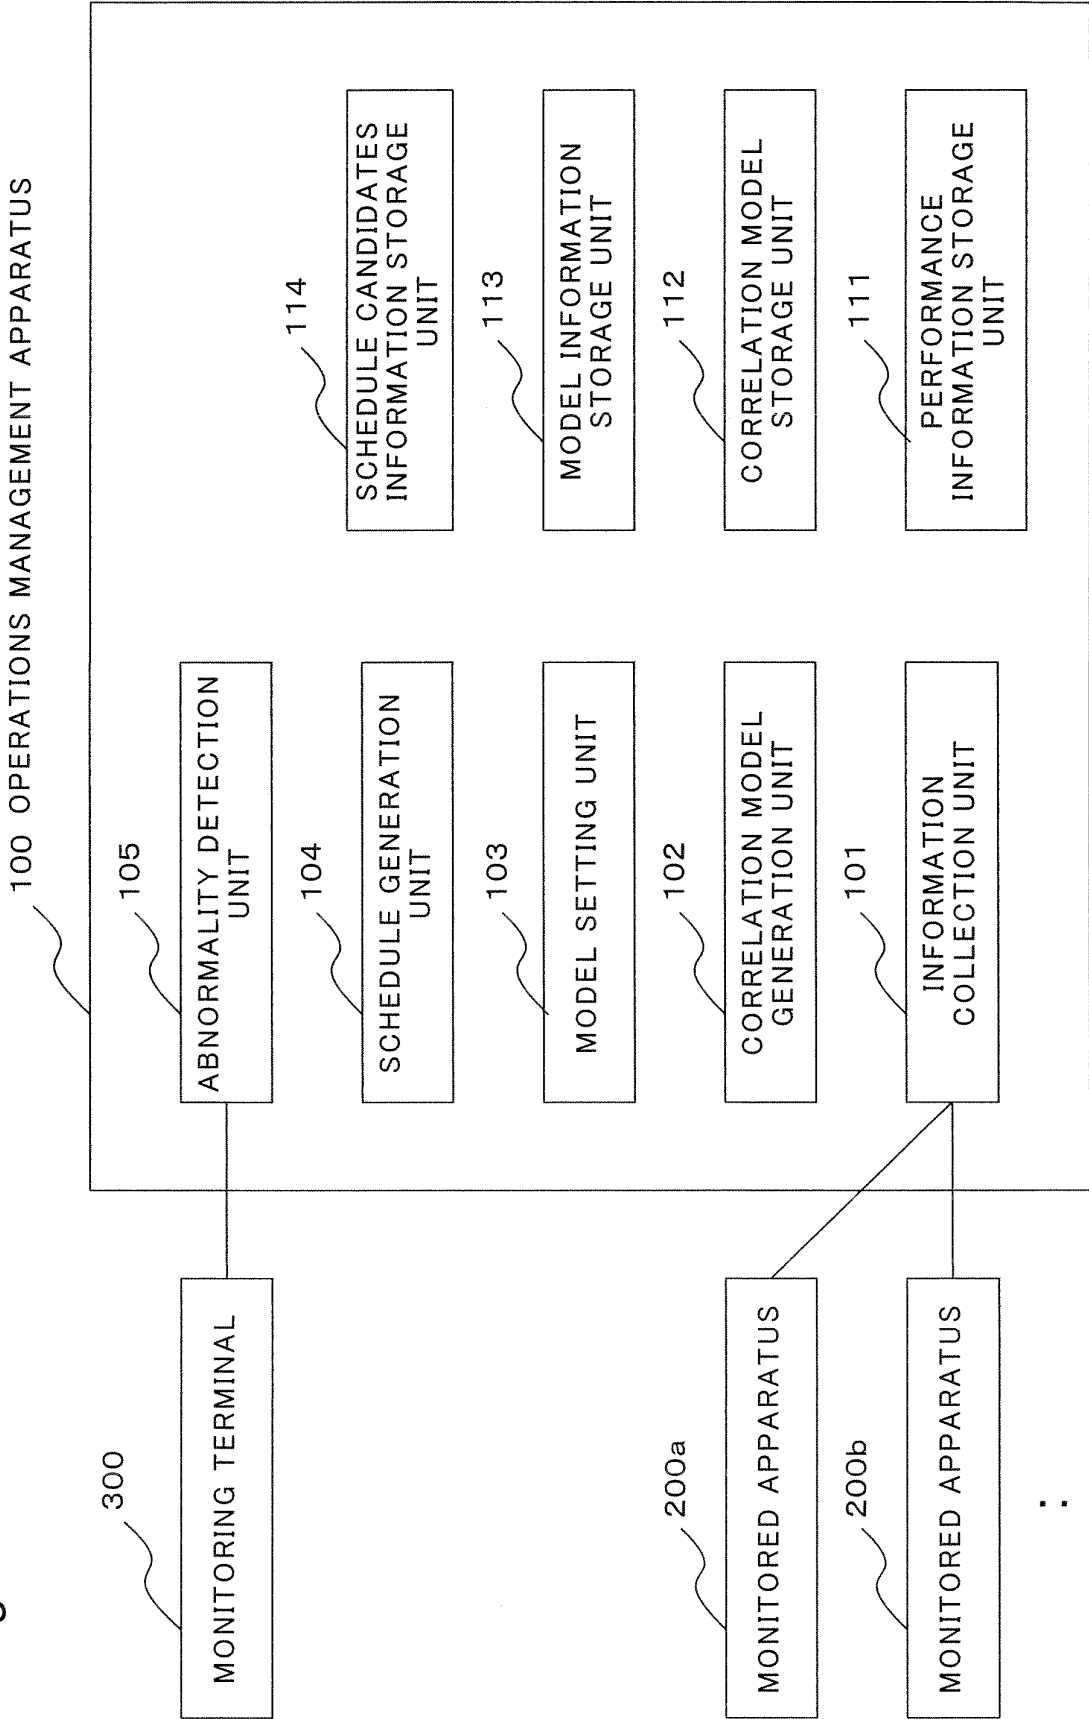 100 OPERATIONS MANAGEMENT APPARATUS
300
MONITORING TERMINAL
105
ABNORMALITY DETECTION
UNIT
104
SCHEDULE GENERATION
UNIT
114
SCHEDULE CANDIDATES
INFORMATION STORAGE
UNIT
103
MODEL SETTING UNIT
113
MODEL INFORMATION
STORAGE UNIT
200a
MONITORED APPARATUS
102
CORRELATION MODEL
GENERATION UNIT
112
CORRELATION MODEL
STORAGE UNIT
200b
MONITORED APPARATUS
101
INFORMATION
COLLECTION UNIT
111
PERFORMANCE
INFORMATION STORAGE
UNIT